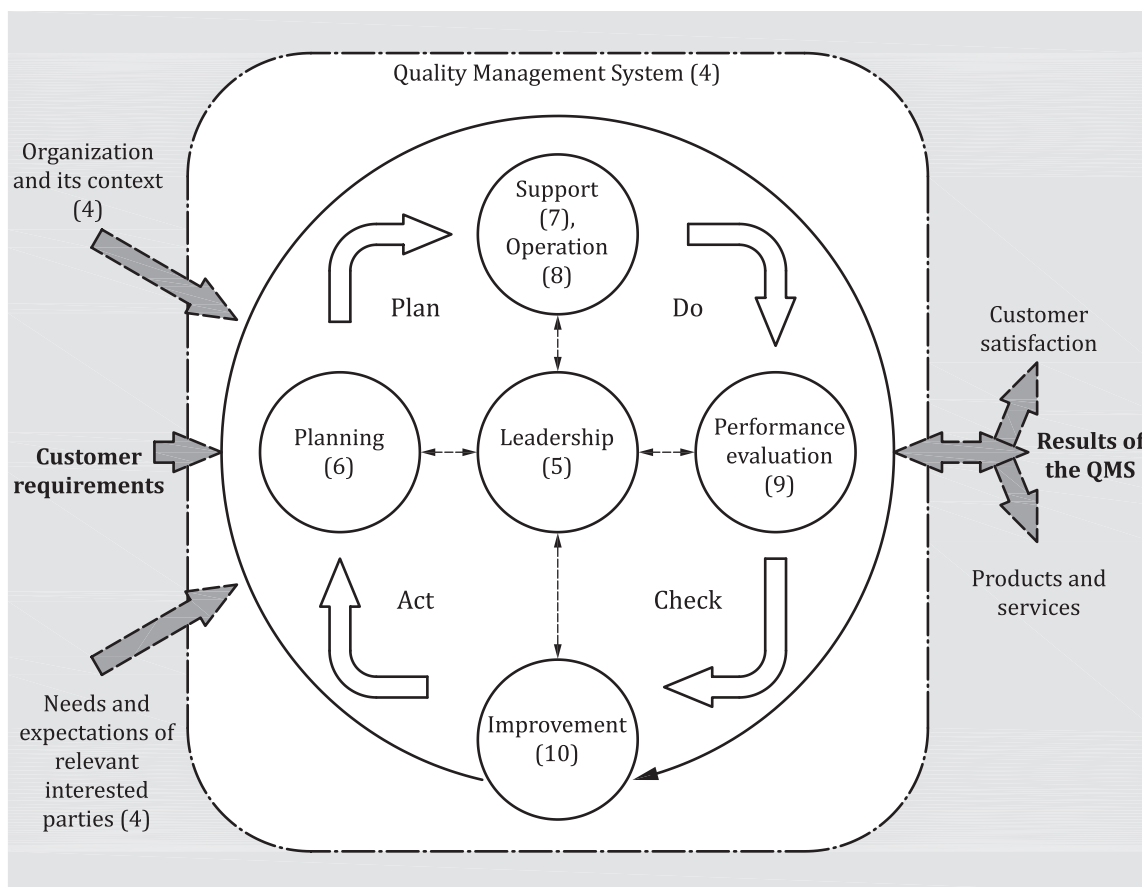 Quality Management System (4)
Organization
and its context
(4)
Support
(7),
Operation
(8)
Plan
Do
Customer
satisfaction
Planning
(6)
Leadership
(5)
Performance
evaluation
(9)
Customer
requirements
Results of
the QMS
Act
Check
Products and
services
Improvement
(10)
Needs and
expectations of
relevant
interested
parties (4)